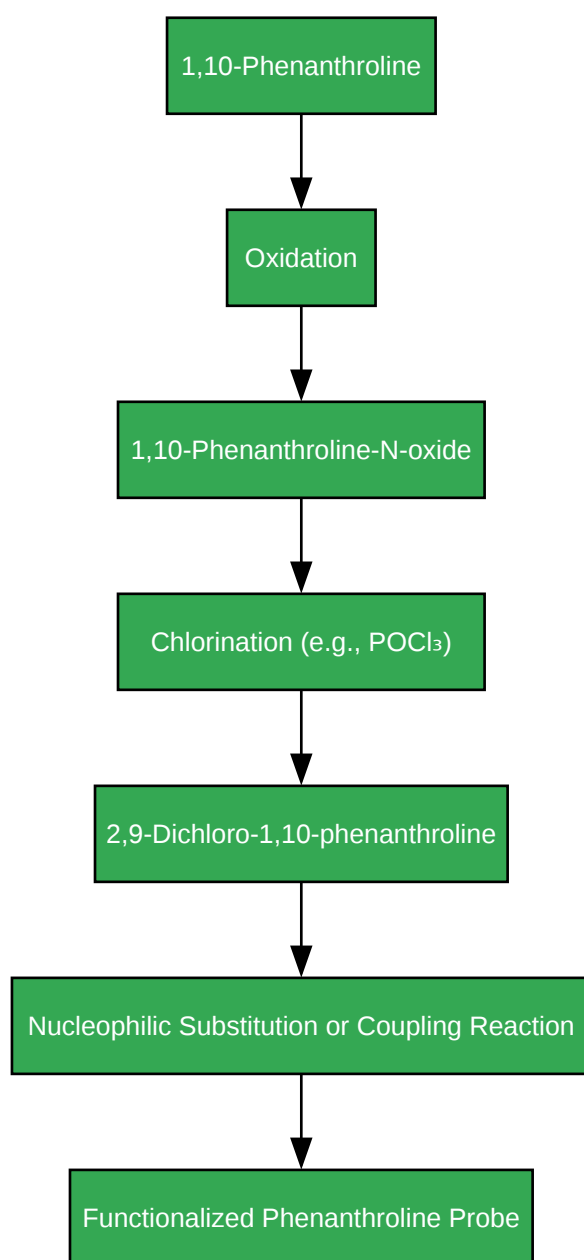 1,10-Phenanthroline
Oxidation
1,10-Phenanthroline-N-oxide
Chlorination (e.g., POCl₃)
2,9-Dichloro-1,10-phenanthroline
Nucleophilic Substitution or Coupling Reaction
Functionalized Phenanthroline Probe